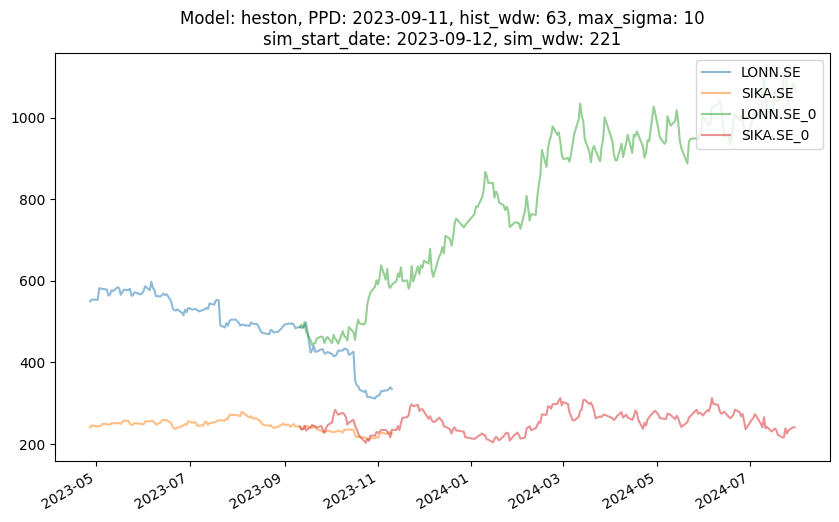 Model: heston, PPD: 2023-09-11, hist_wdw: 63, max_sigma: 10
sim_start_date: 2023-09-12, sim_wdw: 221
LONN.SE
SIKA.SE
LONN.SE_0
SIKA.SE_0
1000
800
600
400
200
2023-05
2023-07
2023-09
2023-11
2024-01
2024-03
2024-05
2024-07